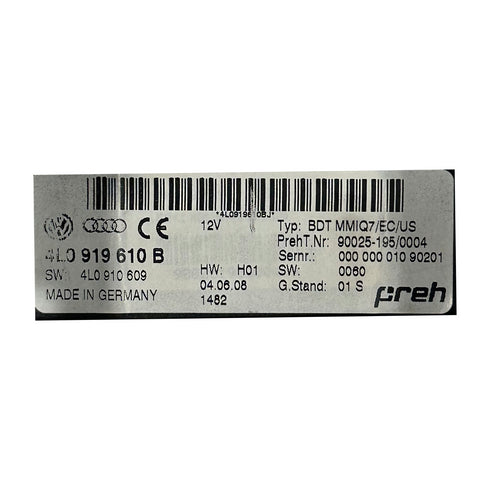 *4L0919610BJ*
CE 12V Typ: BDT MMIQ7/EC/US
PrehT.Nr: 90025-195/0004
4L0 919 610 B Sernr.: 000 000 010 90201
SW: 4L0 910 609 HW: H01 SW: 0060
MADE IN GERMANY 04.06.08 G.Stand: 01 S
1482
preh